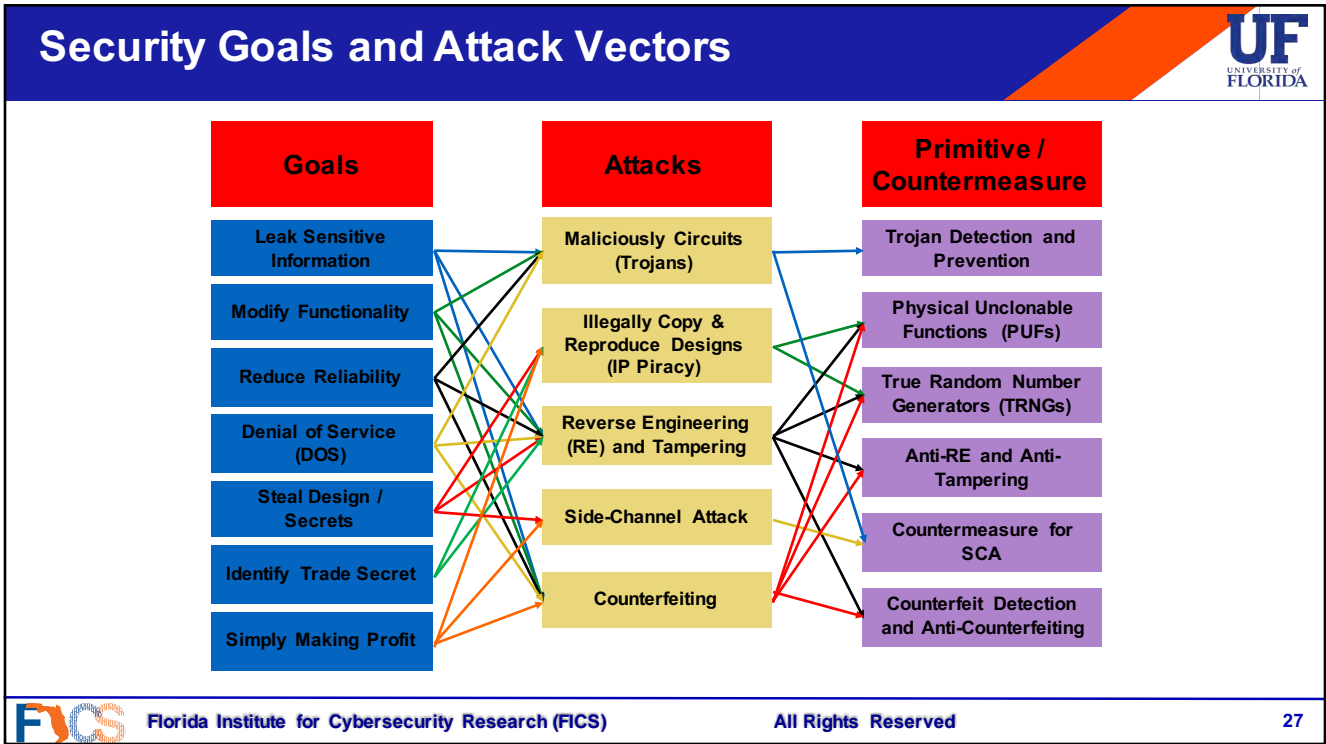 Security Goals and Attack Vectors
UF
UNIVERSITY of
FLORIDA
Goals
Attacks
Primitive /
Countermeasure
Leak Sensitive
Information
Modify Functionality
Reduce Reliability
Denial of Service
(DOS)
Steal Design /
Secrets
Identify Trade Secret
Simply Making Profit
Maliciously Circuits
(Trojans)
Illegally Copy &
Reproduce Designs
(IP Piracy)
Reverse Engineering
(RE) and Tampering
Side-Channel Attack
Counterfeiting
Trojan Detection and
Prevention
Physical Unclonable
Functions (PUFs)
True Random Number
Generators (TRNGs)
Anti-RE and Anti-
Tampering
Countermeasure for
SCA
Counterfeit Detection
and Anti-Counterfeiting
FICS
Florida Institute for Cybersecurity Research (FICS)
All Rights Reserved
27